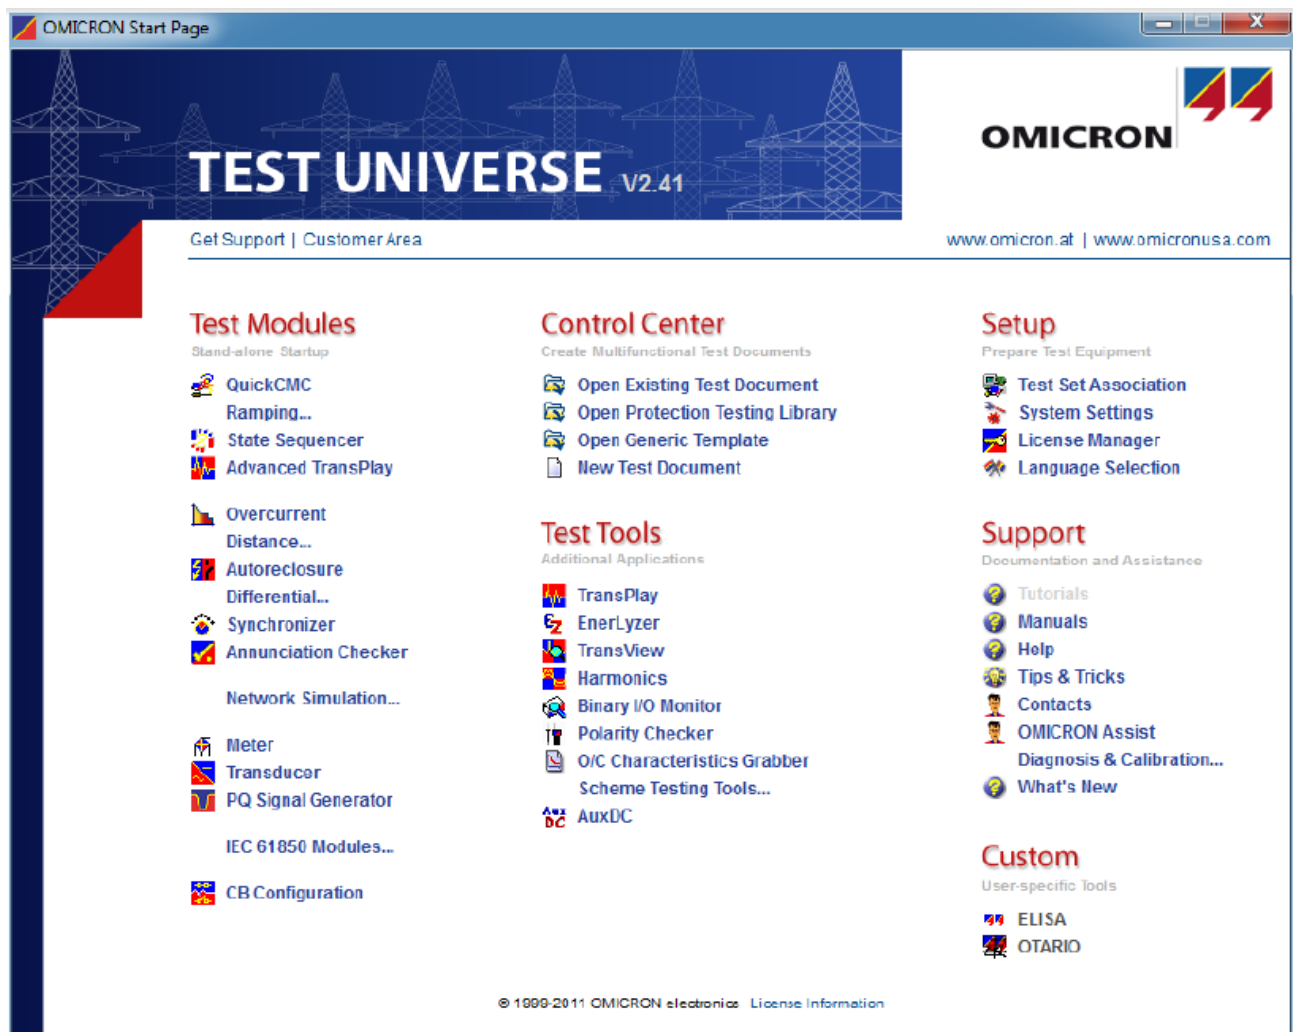 OMICRON Start Page
TEST UNIVERSE V2.41
OMICRON
Get Support | Customer Area
www.omicron.at | www.omicronusa.com
Test Modules
Stand-alone Startup
QuickCMC
Ramping...
State Sequencer
Advanced TransPlay
Overcurrent
Distance...
Autoreclosure
Differential...
Synchronizer
Annunciation Checker
Network Simulation...
Meter
Transducer
PQ Signal Generator
IEC 61850 Modules...
CB Configuration
Control Center
Create Multifunctional Test Documents
Open Existing Test Document
Open Protection Testing Library
Open Generic Template
New Test Document
Test Tools
Additional Applications
TransPlay
EnerLyzer
TransView
Harmonics
Binary I/O Monitor
Polarity Checker
O/C Characteristics Grabber
Scheme Testing Tools...
AuxDC
Setup
Prepare Test Equipment
Test Set Association
System Settings
License Manager
Language Selection
Support
Documentation and Assistance
Tutorials
Manuals
Help
Tips & Tricks
Contacts
OMICRON Assist
Diagnosis & Calibration...
What's New
Custom
User-specific Tools
ELISA
OTARIO
© 1999-2011 OMICRON electronics License Information